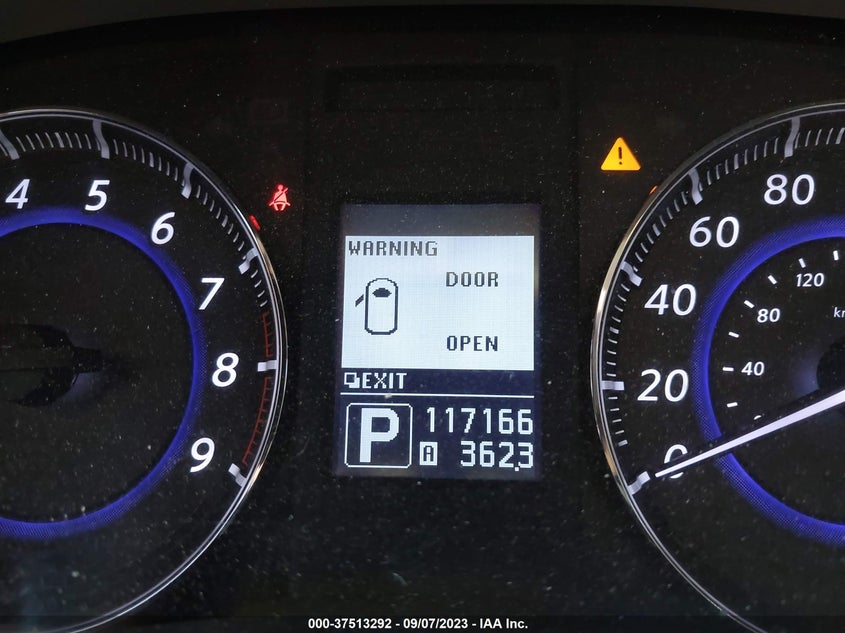 4 5 6 7 8 9
WARNING
DOOR
OPEN
EXIT
P 117166
A 362.3
0 20 40 60 80
40 80 120
000-37513292 - 09/07/2023 - IAA Inc.